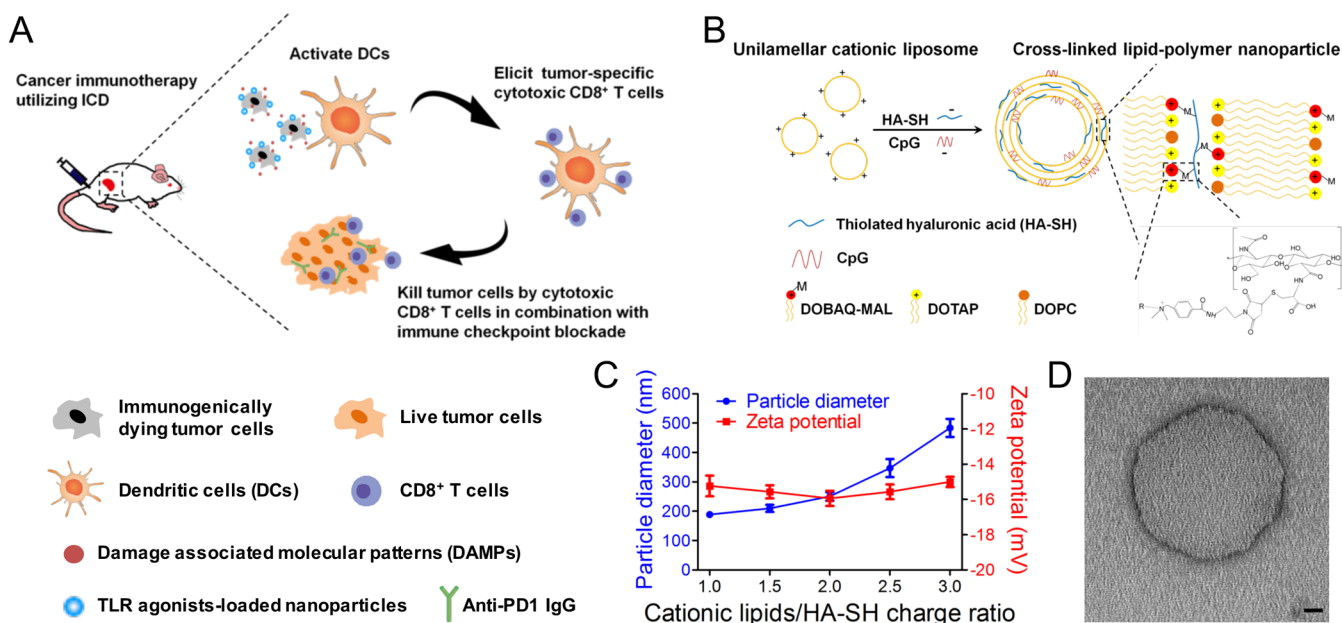 A
Cancer immunotherapy
utilizing ICD
Activate DCs
Elicit tumor-specific
cytotoxic CD8⁺ T cells
Kill tumor cells by cytotoxic
CD8⁺ T cells in combination with
immune checkpoint blockade
Immunogenically
dying tumor cells
Live tumor cells
Dendritic cells (DCs)
CD8⁺ T cells
Damage associated molecular patterns (DAMPs)
TLR agonists-loaded nanoparticles
Anti-PD1 IgG
B
Unilamellar cationic liposome
Cross-linked lipid-polymer nanoparticle
HA-SH
CpG
M
M
M
M
M
Thiolated hyaluronic acid (HA-SH)
CpG
M
DOBAQ-MAL
DOTAP
DOPC
C
Particle diameter (nm)
600
500
400
300
200
100
0
Particle diameter
Zeta potential
-10
-12
-14
-16
-18
-20
Zeta potential (mV)
1.0 1.5 2.0 2.5 3.0
Cationic lipids/HA-SH charge ratio
D